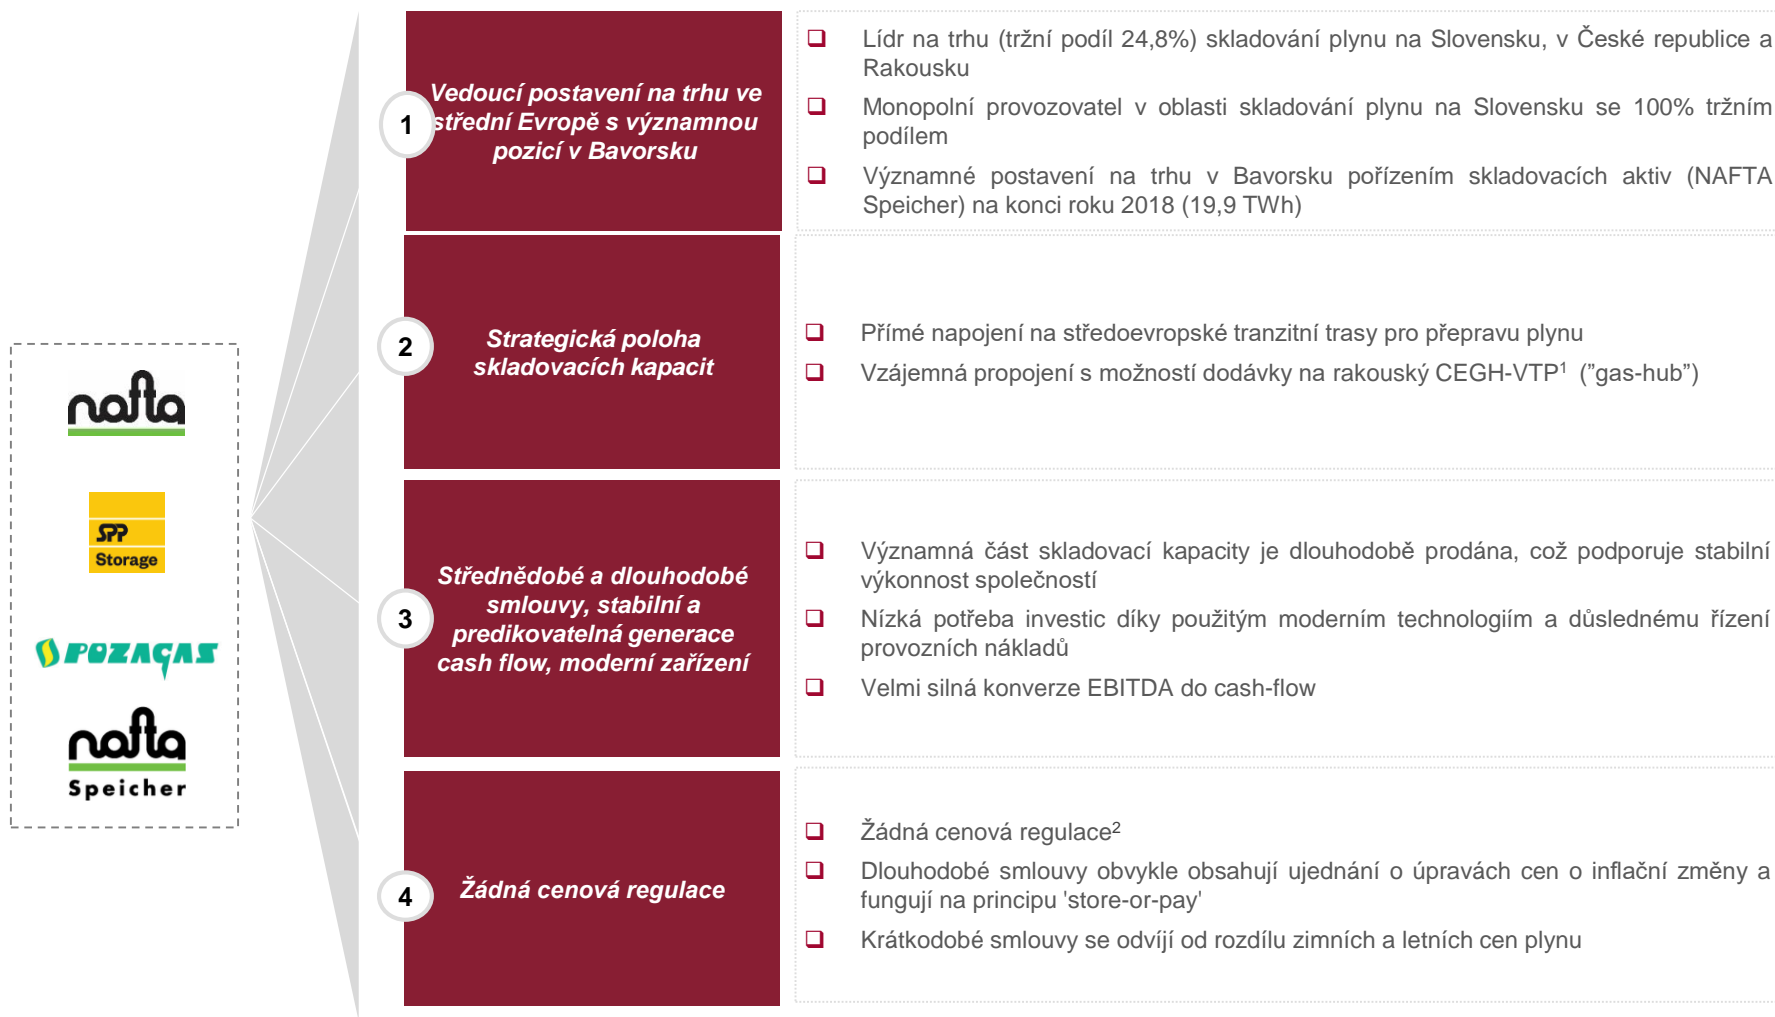 nafta
SPP
Storage
POZAGAS
nafta
Speicher
1
Vedoucí postavení na trhu ve
střední Evropě s významnou
pozicí v Bavorsku
Lídr na trhu (tržní podíl 24,8%) skladování plynu na Slovensku, v České republice a
Rakousku
Monopolní provozovatel v oblasti skladování plynu na Slovensku se 100% tržním
podílem
Významné postavení na trhu v Bavorsku pořízením skladovacích aktiv (NAFTA
Speicher) na konci roku 2018 (19,9 TWh)
2
Strategická poloha
skladovacích kapacit
Přímé napojení na středoevropské tranzitní trasy pro přepravu plynu
Vzájemná propojení s možností dodávky na rakouský CEGH-VTP¹ (”gas-hub”)
3
Střednědobé a dlouhodobé
smlouvy, stabilní a
predikovatelná generace
cash flow, moderní zařízení
Významná část skladovací kapacity je dlouhodobě prodána, což podporuje stabilní
výkonnost společností
Nízká potřeba investic díky použitým moderním technologiím a důslednému řízení
provozních nákladů
Velmi silná konverze EBITDA do cash-flow
4
Žádná cenová regulace
Žádná cenová regulace²
Dlouhodobé smlouvy obvykle obsahují ujednání o úpravách cen o inflační změny a
fungují na principu 'store-or-pay'
Krátkodobé smlouvy se odvíjí od rozdílu zimních a letních cen plynu